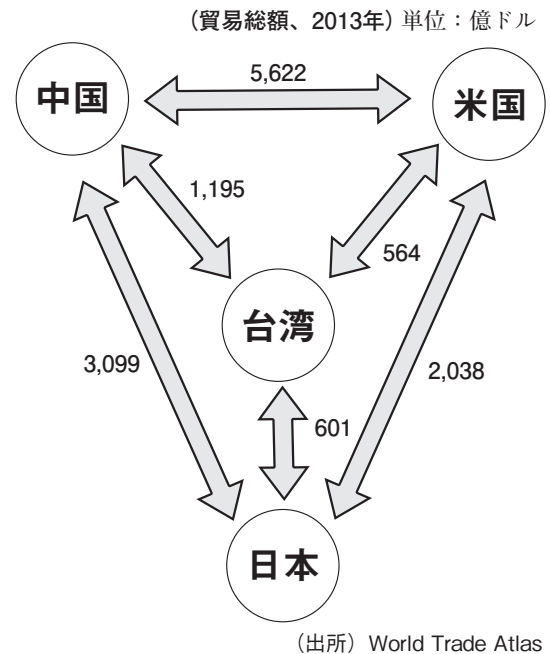 (貿易総額、2013年) 単位：億ドル
5,622
中国
米国
1,195
564
台湾
3,099
2,038
601
日本
（出所）World Trade Atlas